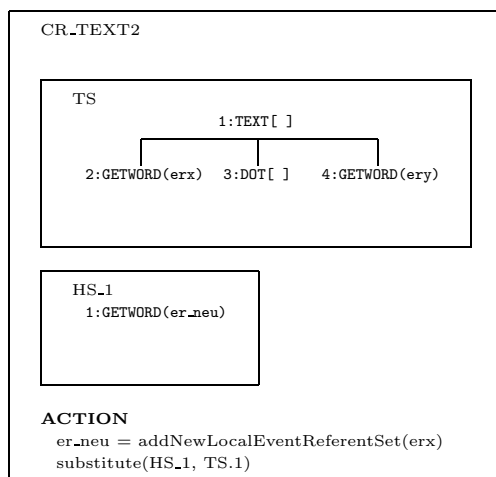 CR_TEXT2
TS
1:TEXT[ ]
2:GETWORD(erx) 3:DOT[ ] 4:GETWORD(ery)
HS_1
1:GETWORD(er_neu)
ACTION
er_neu = addNewLocalEventReferentSet(erx)
substitute(HS_1, TS.1)